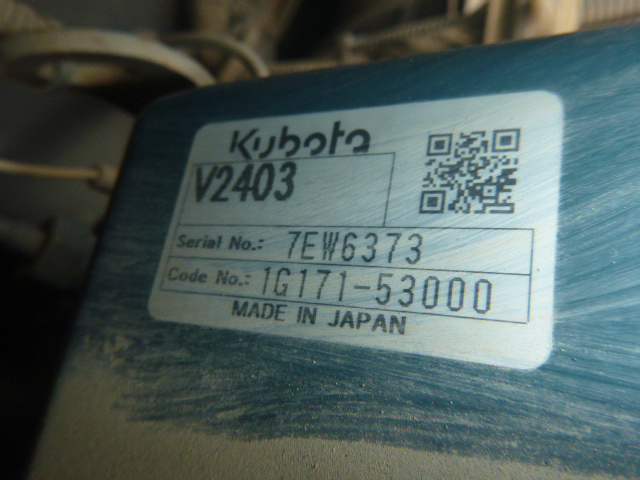 Kubota
V2403
Serial No.: 7EW6373
Code No.: 1G171-53000
MADE IN JAPAN